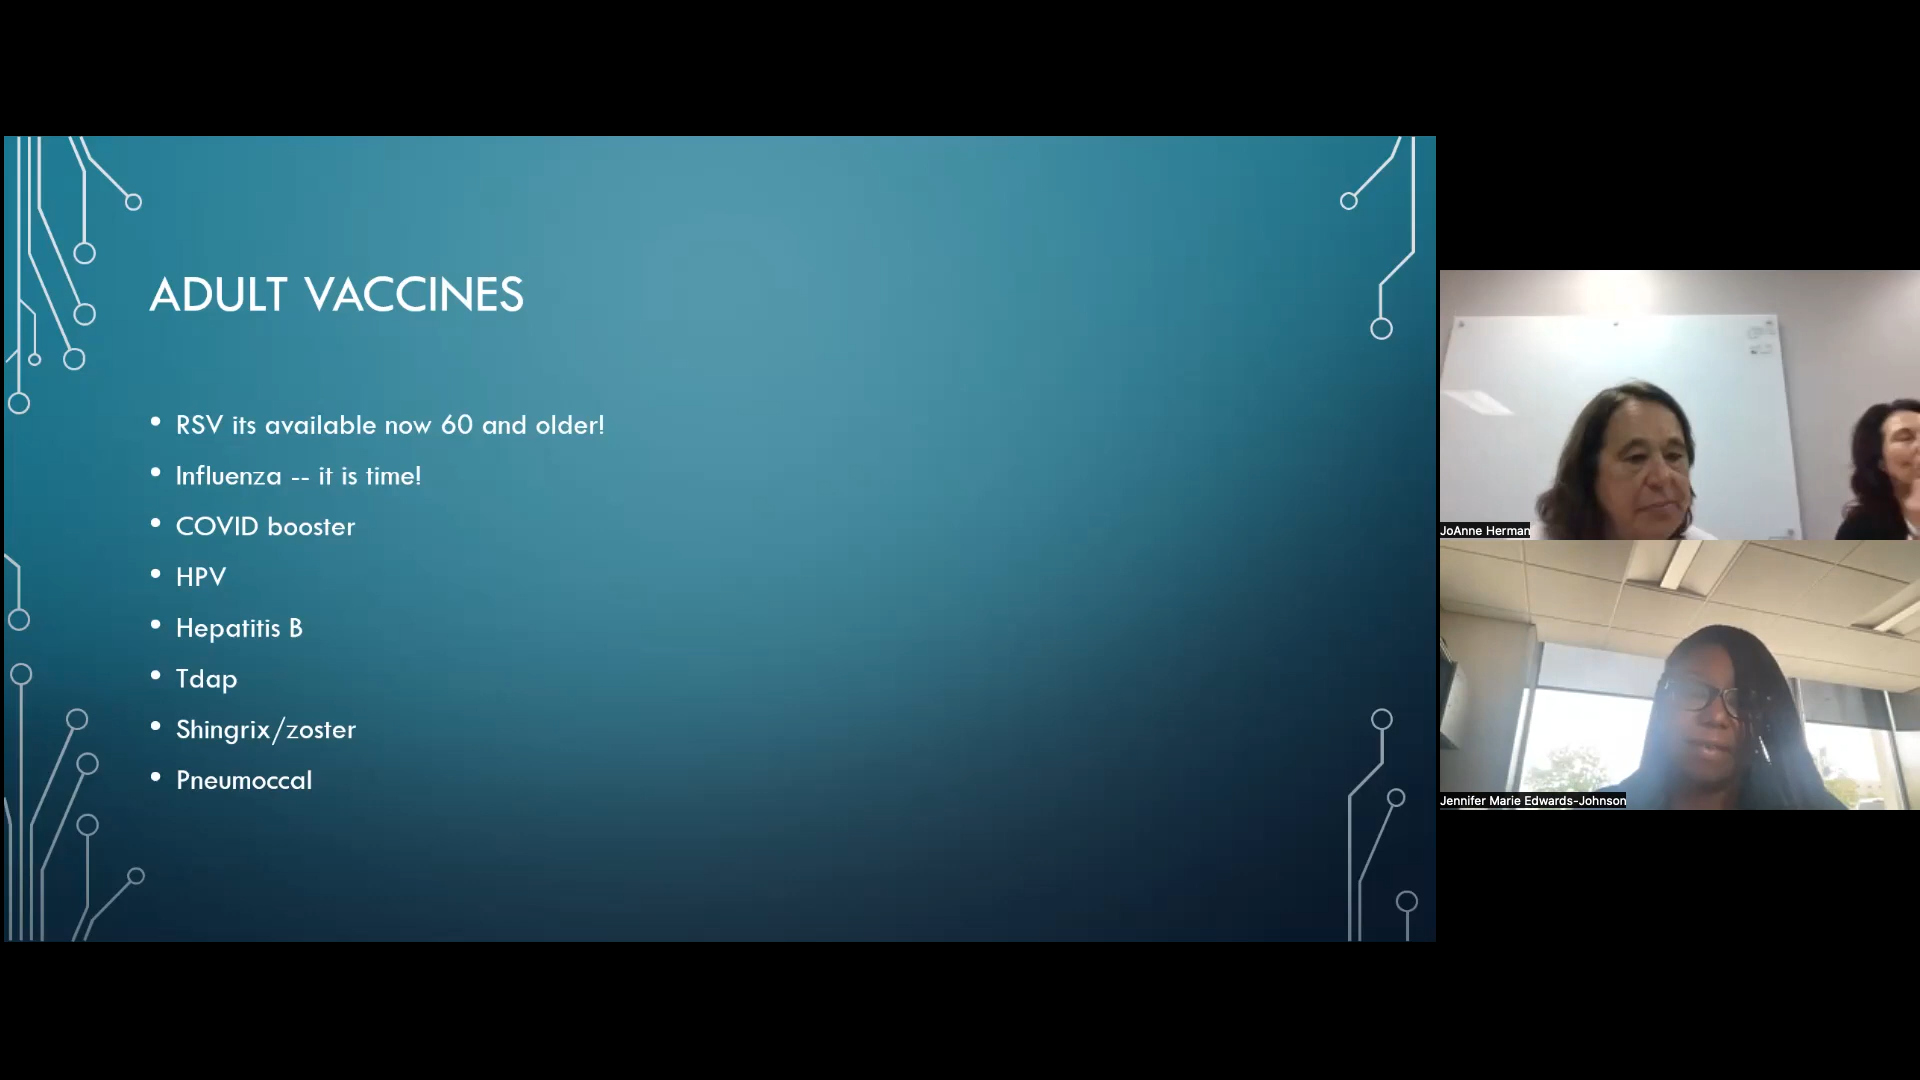 ADULT VACCINES
• RSV its available now 60 and older!
• Influenza -- it is time!
• COVID booster
• HPV
• Hepatitis B
• Tdap
• Shingrix/zoster
• Pneumoccal
JoAnne Herman
Jennifer Marie Edwards-Johnson